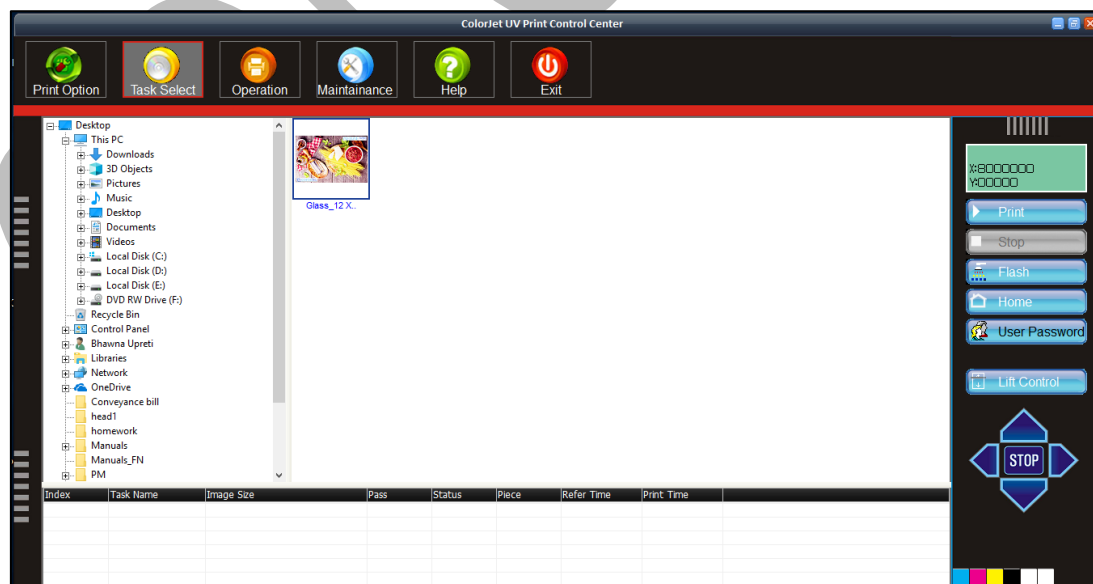 ColorJet UV Print Control Center
Print Option Task Select Operation Maintainance Help Exit
Desktop
This PC
Downloads
3D Objects
Pictures
Music
Desktop
Documents
Videos
Local Disk (C:)
Local Disk (D:)
Local Disk (E:)
DVD RW Drive (F:)
Recycle Bin
Control Panel
Bhawna Upreti
Libraries
Network
OneDrive
Conveyance bill
head1
homework
Manuals
Manuals_FN
PM
Glass_12 X..
X:8000000
Y:00000
Print
Stop
Flash
Home
User Password
Lift Control
STOP
Index Task Name Image Size Pass Status Piece Refer Time Print Time